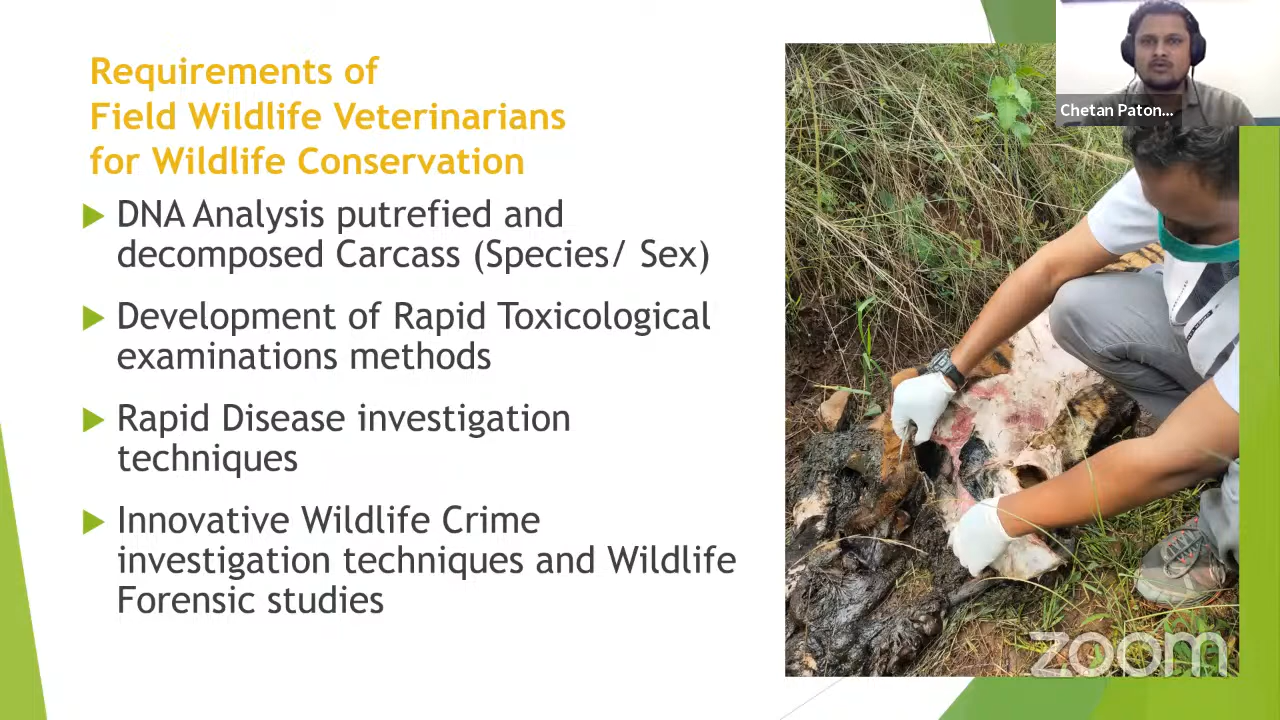 Requirements of
Field Wildlife Veterinarians
for Wildlife Conservation
DNA Analysis putrefied and
decomposed Carcass (Species/ Sex)
Development of Rapid Toxicological
examinations methods
Rapid Disease investigation
techniques
Innovative Wildlife Crime
investigation techniques and Wildlife
Forensic studies
Chetan Paton...
zoom